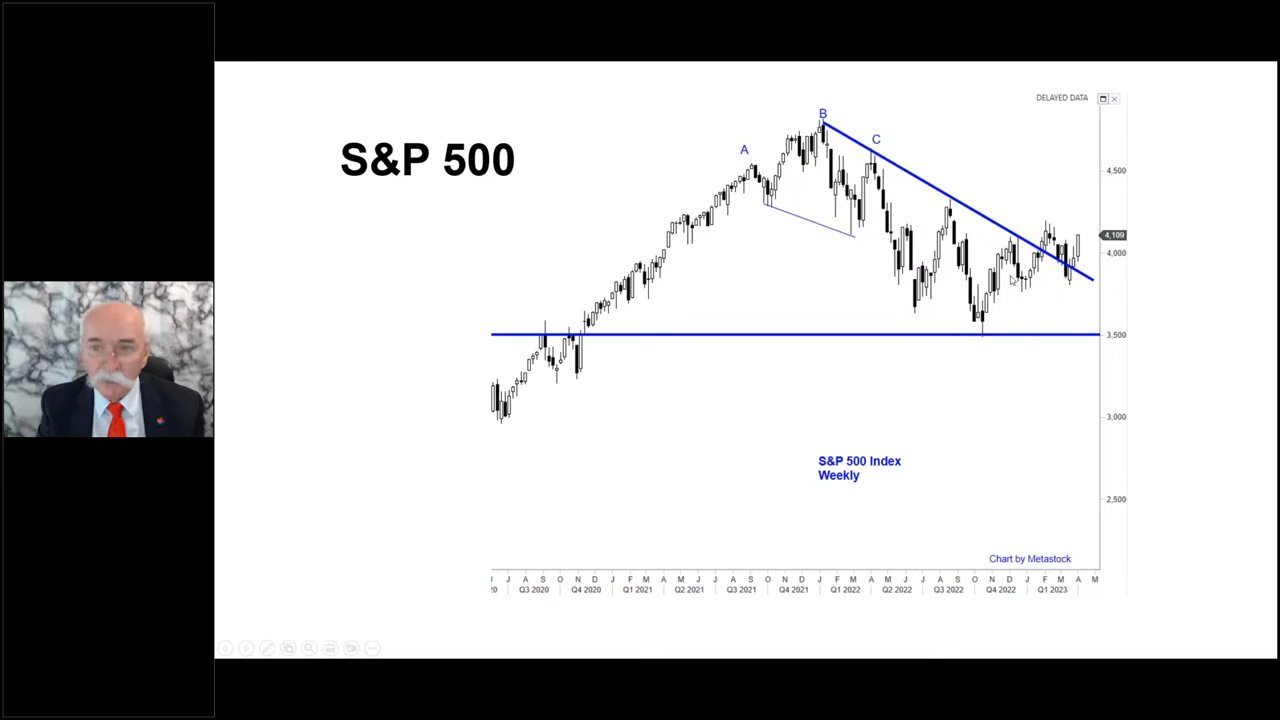 S&P 500
DELAYED DATA
A
B
C
4,500
4,109
4,000
3,500
3,000
2,500
S&P 500 Index
Weekly
Chart by Metastock
J A S O N D J F M A M J J A S O N D J F M A M J J A S O N D J F M A M
20 Q3 2020 Q4 2020 Q1 2021 Q2 2021 Q3 2021 Q4 2021 Q1 2022 Q2 2022 Q3 2022 Q4 2022 Q1 2023